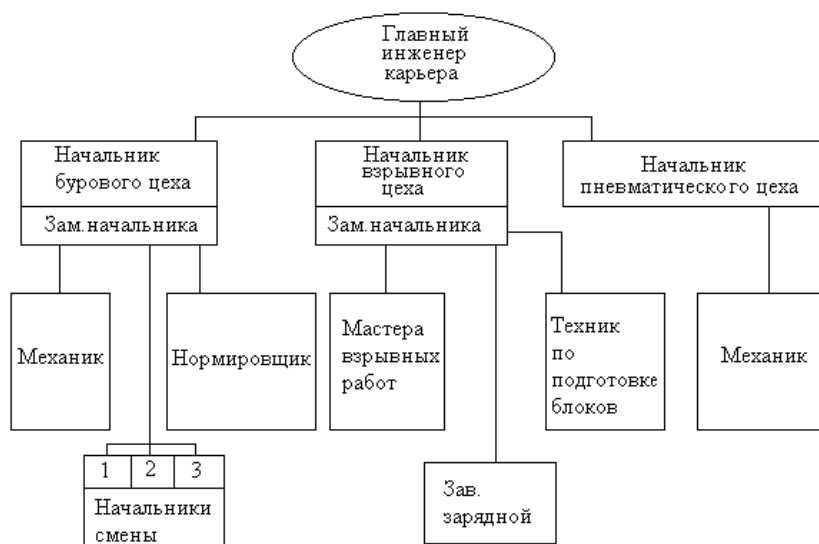 Главный
инженер
карьера
Начальник
бурового цеха
Зам.начальника
Начальник
взрывного
цеха
Зам.начальника
Начальник
пневматического цеха
Механик
Нормировщик
Мастера
взрывных
работ
Техник
по
подготовке
блоков
Механик
1 2 3
Начальники
смены
Зав.
зарядной